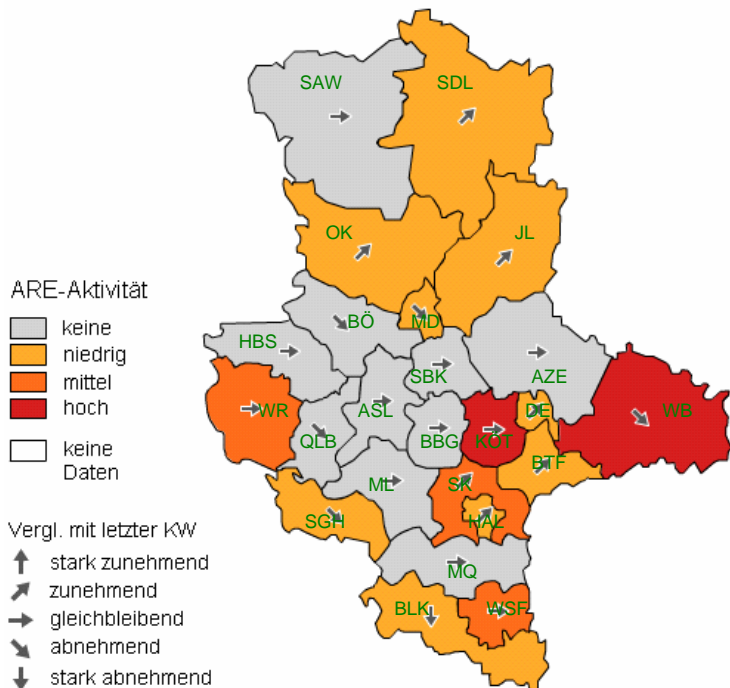 SAW
SDL
OK
JL
ARE-Aktivität
keine
niedrig
mittel
hoch
keine
Daten
BÖ
MD
HBS
SBK
AZE
WR
ASL
DE
WB
QLB
BBG
KÖT
BTF
ML
SK
SGH
HAL
MQ
BLK
WSF
Vergl. mit letzter KW
stark zunehmend
zunehmend
gleichbleibend
abnehmend
stark abnehmend